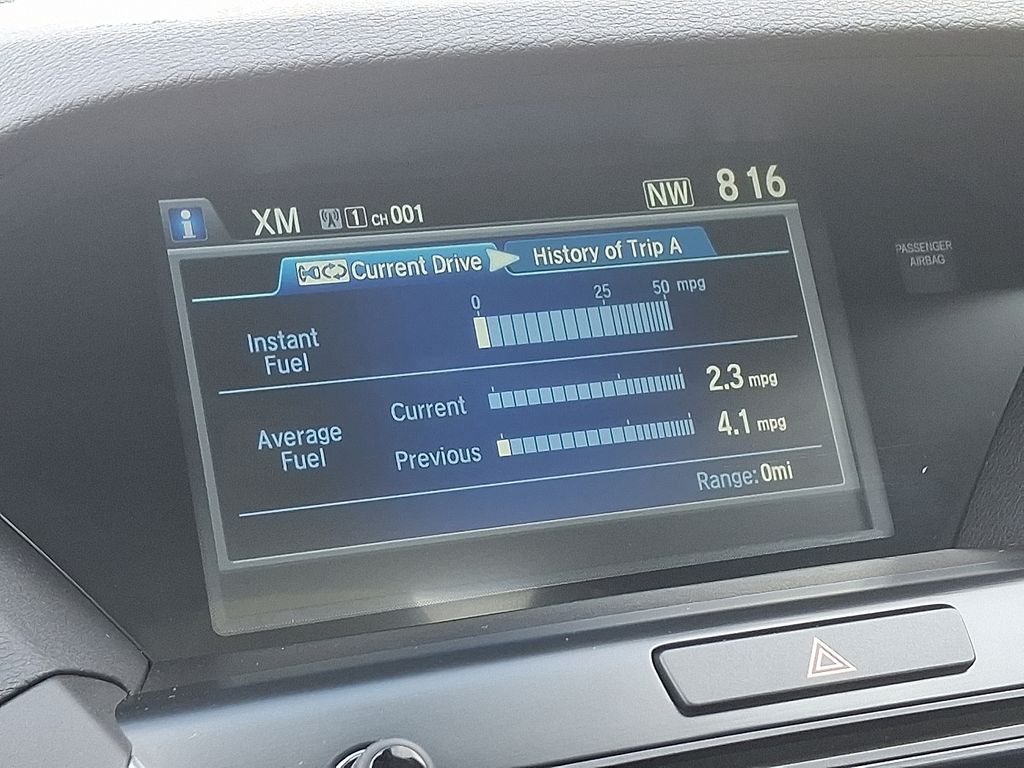 i XM 1 CH 001 NW 8 16
Current Drive History of Trip A
0 25 50 mpg
Instant
Fuel
Current 2.3 mpg
Average
Fuel
Previous 4.1 mpg
Range: 0mi
PASSENGER
AIRBAG